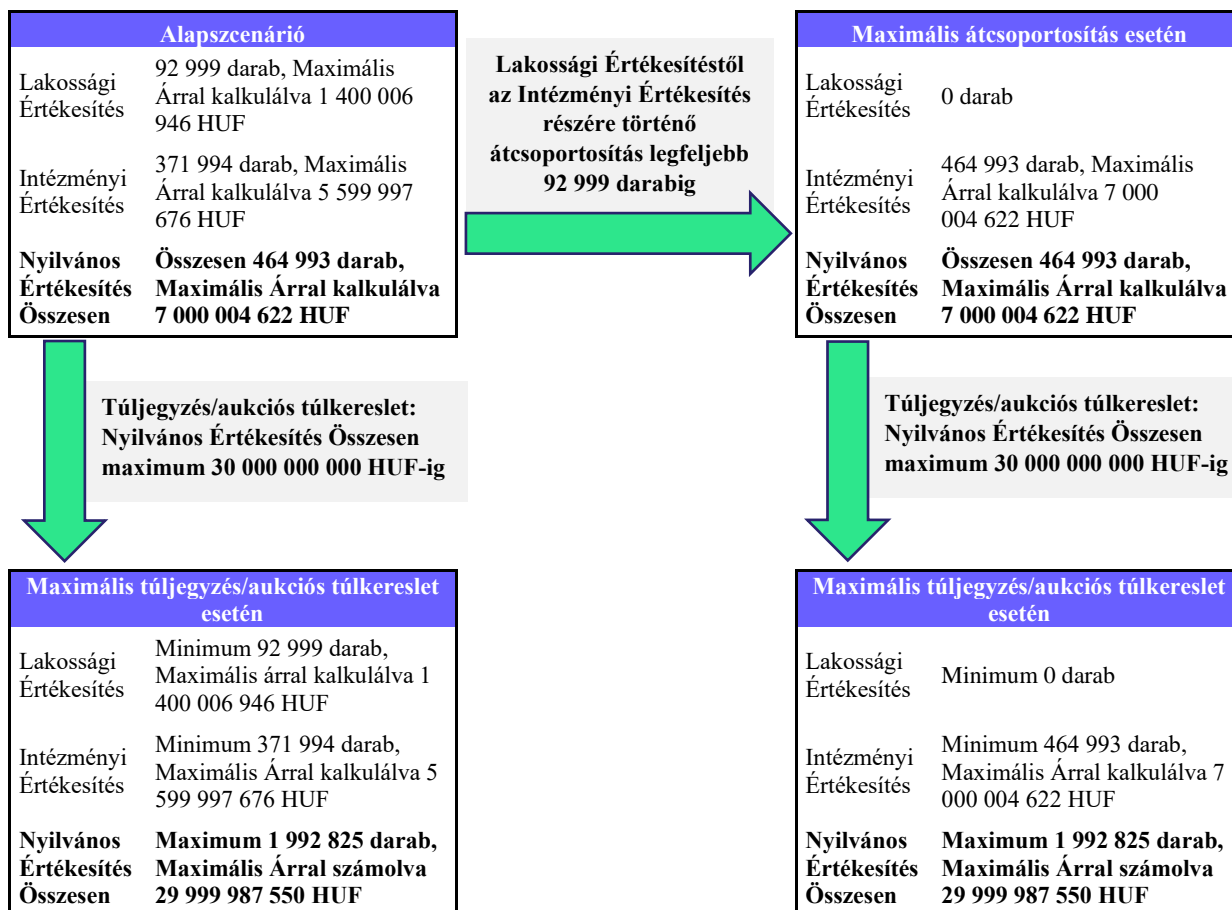 Alapszcenárió
Lakossági
Értékesítés
92 999 darab, Maximális
Árral kalkulálva 1 400 006
946 HUF
Intézményi
Értékesítés
371 994 darab, Maximális
Árral kalkulálva 5 599 997
676 HUF
Nyilvános
Értékesítés
Összesen
Összesen 464 993 darab,
Maximális Árral kalkulálva
7 000 004 622 HUF
Lakossági Értékesítéstől
az Intézményi Értékesítés
részére történő
átcsoportosítás legfeljebb
92 999 darabig
Maximális átcsoportosítás esetén
Lakossági
Értékesítés
0 darab
Intézményi
Értékesítés
464 993 darab, Maximális
Árral kalkulálva 7 000
004 622 HUF
Nyilvános
Értékesítés
Összesen
Összesen 464 993 darab,
Maximális Árral kalkulálva
7 000 004 622 HUF
Túljegyzés/aukciós túlkereslet:
Nyilvános Értékesítés Összesen
maximum 30 000 000 000 HUF-ig
Túljegyzés/aukciós túlkereslet:
Nyilvános Értékesítés Összesen
maximum 30 000 000 000 HUF-ig
Maximális túljegyzés/aukciós túlkereslet
esetén
Lakossági
Értékesítés
Minimum 92 999 darab,
Maximális árral kalkulálva 1
400 006 946 HUF
Intézményi
Értékesítés
Minimum 371 994 darab,
Maximális Árral kalkulálva 5
599 997 676 HUF
Nyilvános
Értékesítés
Összesen
Maximum 1 992 825 darab,
Maximális Árral számolva
29 999 987 550 HUF
Maximális túljegyzés/aukciós túlkereslet
esetén
Lakossági
Értékesítés
Minimum 0 darab
Intézményi
Értékesítés
Minimum 464 993 darab,
Maximális Árral kalkulálva 7
000 004 622 HUF
Nyilvános
Értékesítés
Összesen
Maximum 1 992 825 darab,
Maximális Árral számolva
29 999 987 550 HUF